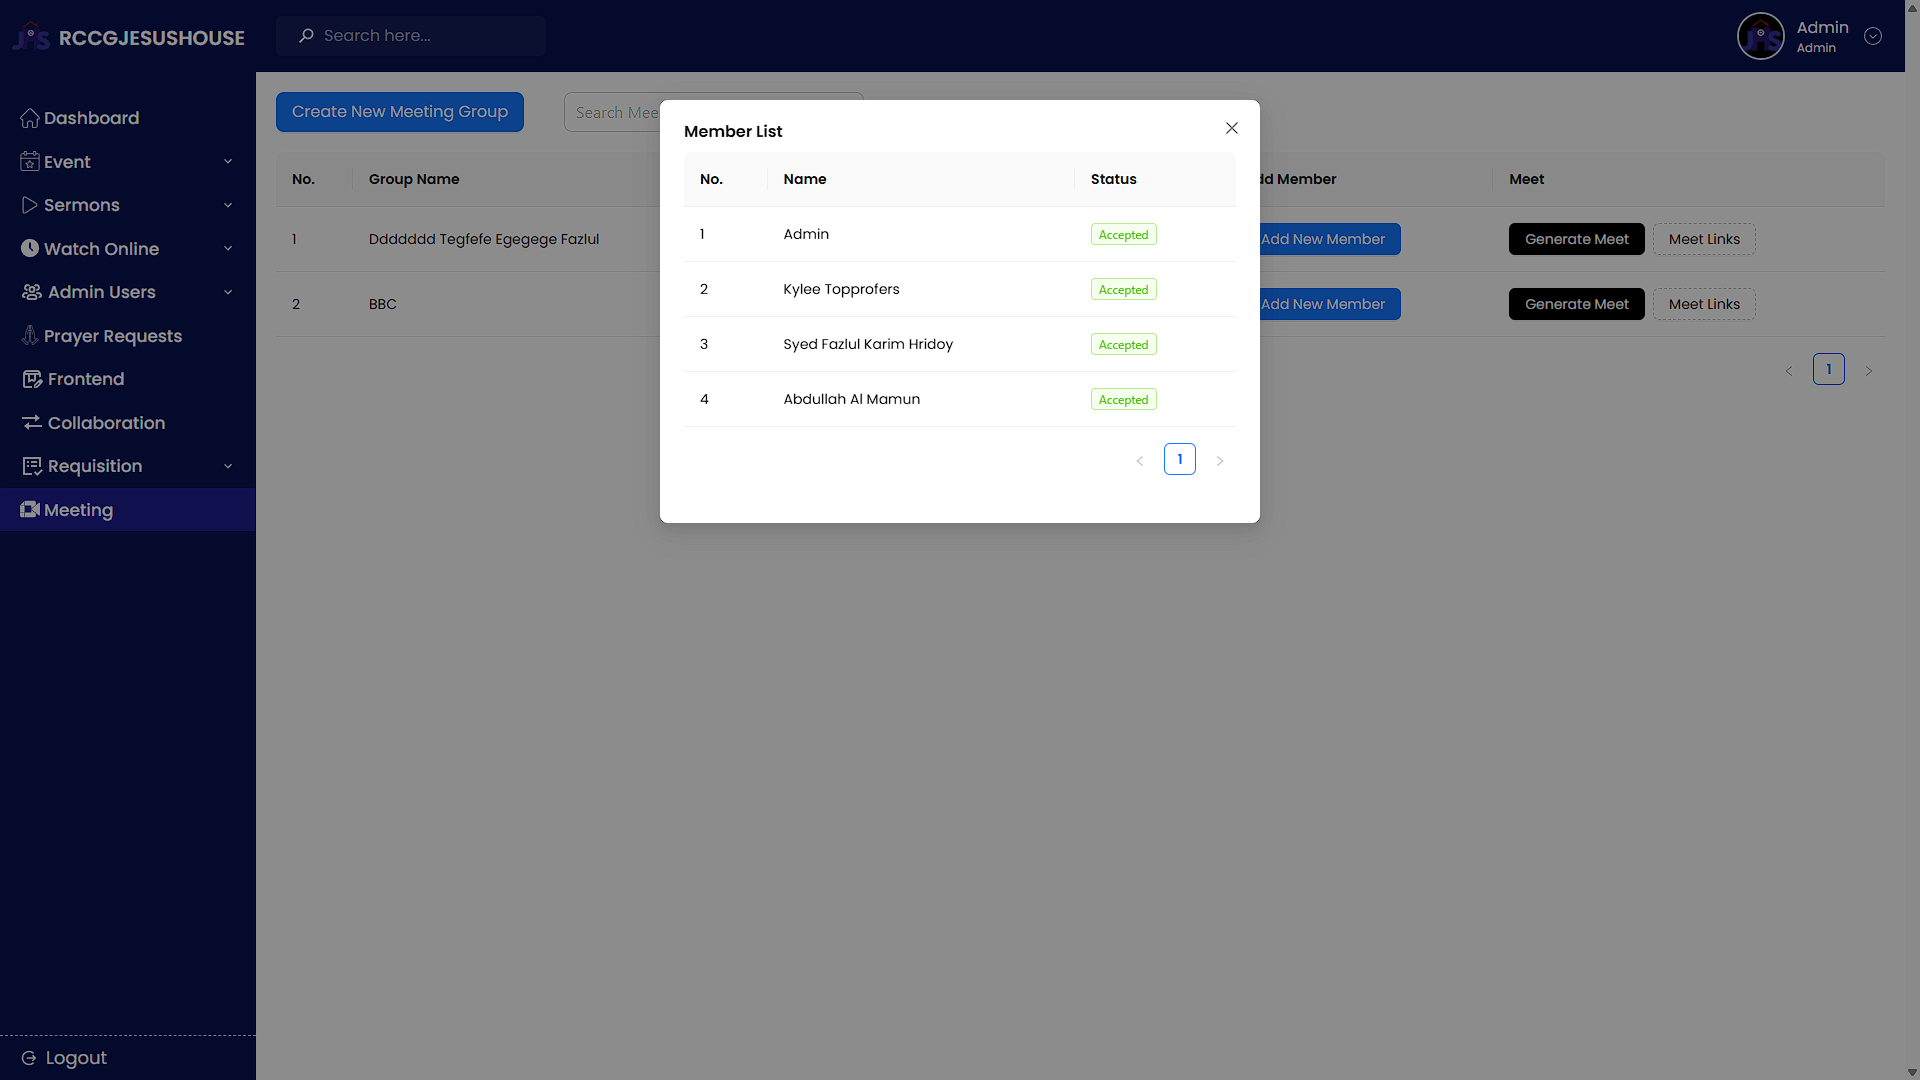 RCCGJESUSHOUSE
Search here...
Admin
Admin
Dashboard
Event
Sermons
Watch Online
Admin Users
Prayer Requests
Frontend
Collaboration
Requisition
Meeting
Logout
Create New Meeting Group
Search Mee
No. Group Name Member Meet
1 Ddddddd Tegfefe Egegege Fazlul Add New Member Generate Meet Meet Links
2 BBC Add New Member Generate Meet Meet Links
1
Member List
No. Name Status
1 Admin Accepted
2 Kylee Topprofers Accepted
3 Syed Fazlul Karim Hridoy Accepted
4 Abdullah Al Mamun Accepted
1